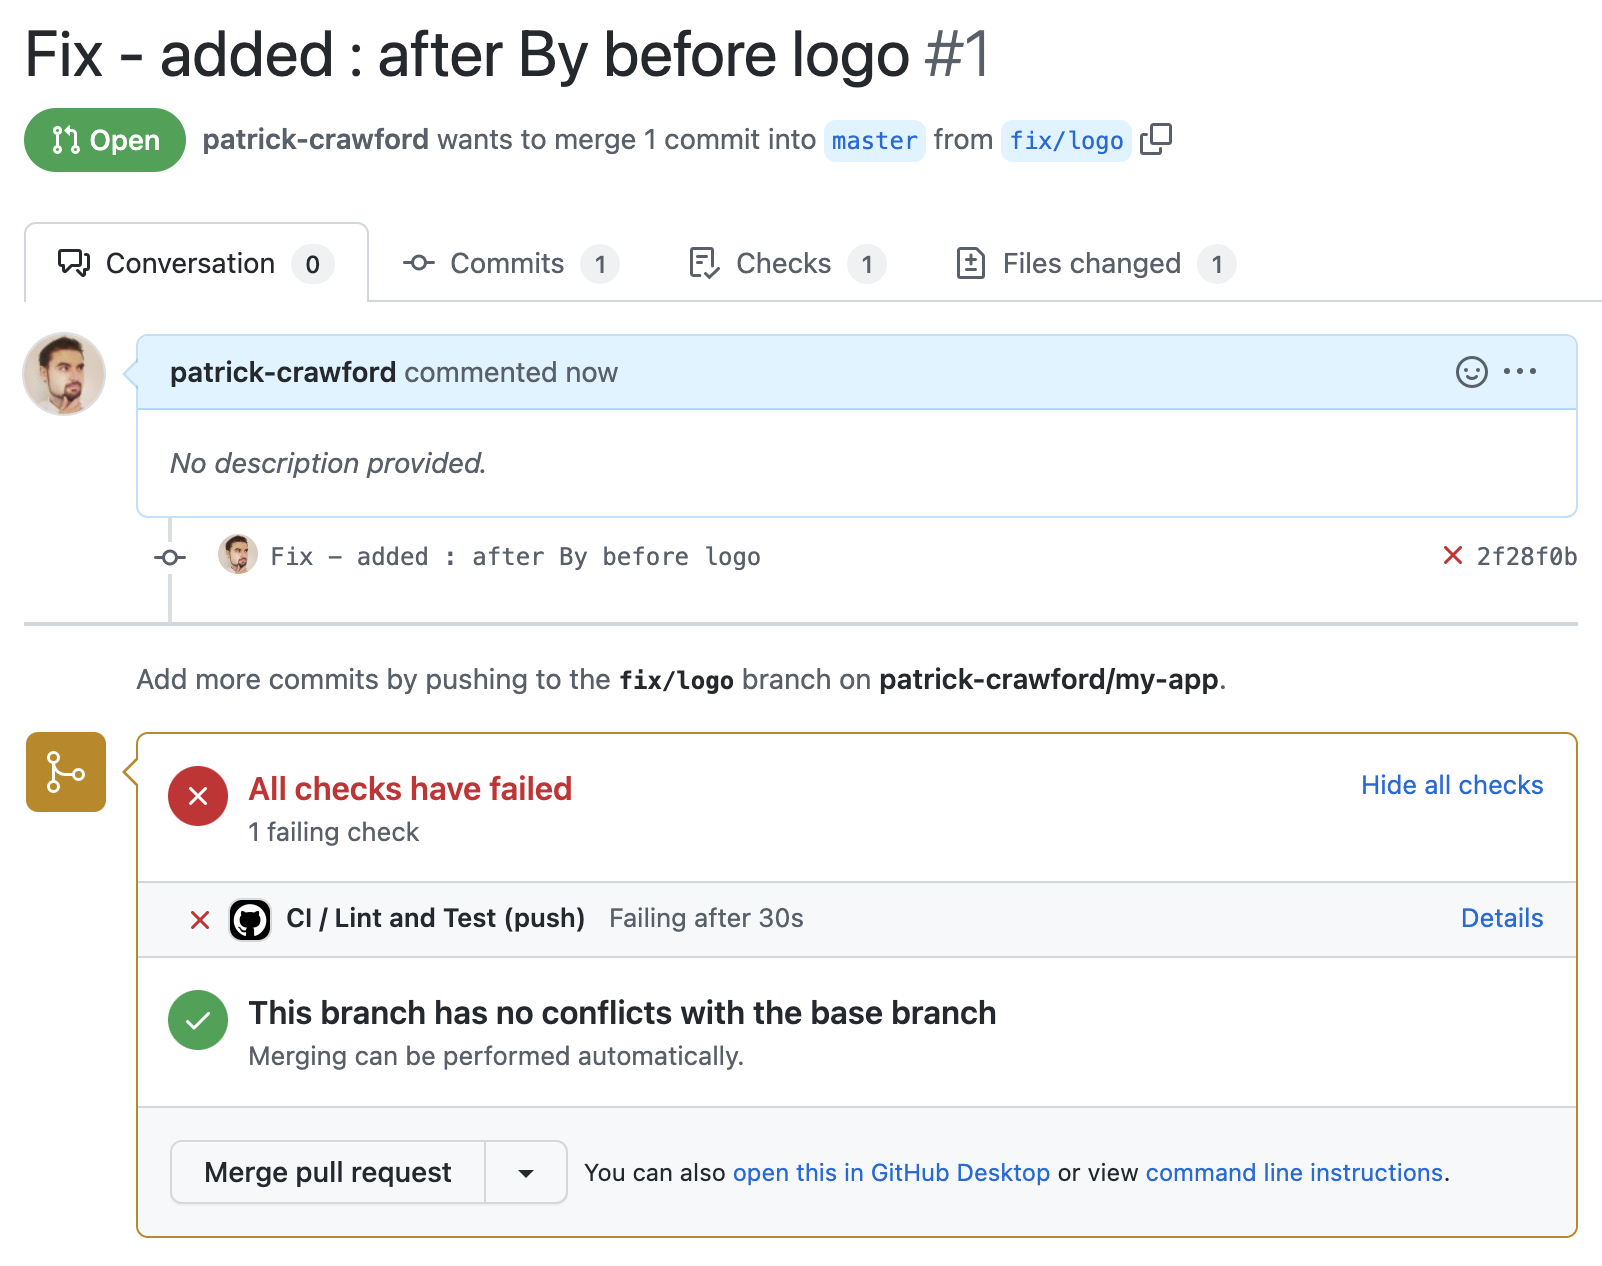 Fix - added : after By before logo #1
Open patrick-crawford wants to merge 1 commit into master from fix/logo
Conversation 0 Commits 1 Checks 1 Files changed 1
patrick-crawford commented now
No description provided.
Fix - added : after By before logo 2f28f0b
Add more commits by pushing to the fix/logo branch on patrick-crawford/my-app.
All checks have failed Hide all checks
1 failing check
CI / Lint and Test (push) Failing after 30s Details
This branch has no conflicts with the base branch
Merging can be performed automatically.
Merge pull request You can also open this in GitHub Desktop or view command line instructions.